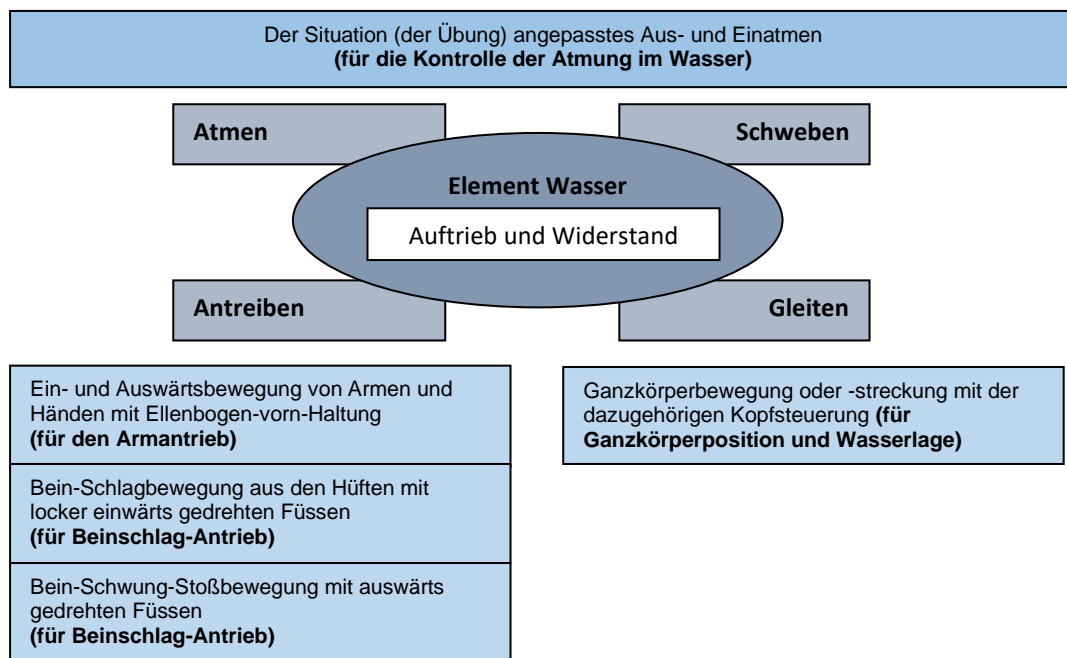 Der Situation (der Übung) angepasstes Aus- und Einatmen
(für die Kontrolle der Atmung im Wasser)
Atmen
Schweben
Element Wasser
Auftrieb und Widerstand
Antreiben
Gleiten
Ein- und Auswärtsbewegung von Armen und
Händen mit Ellenbogen-vorn-Haltung
(für den Armantrieb)
Bein-Schlagbewegung aus den Hüften mit
locker einwärts gedrehten Füssen
(für Beinschlag-Antrieb)
Bein-Schwung-Stoßbewegung mit auswärts
gedrehten Füssen
(für Beinschlag-Antrieb)
Ganzkörperbewegung oder -streckung mit der
dazugehörigen Kopfsteuerung (für
Ganzkörperposition und Wasserlage)